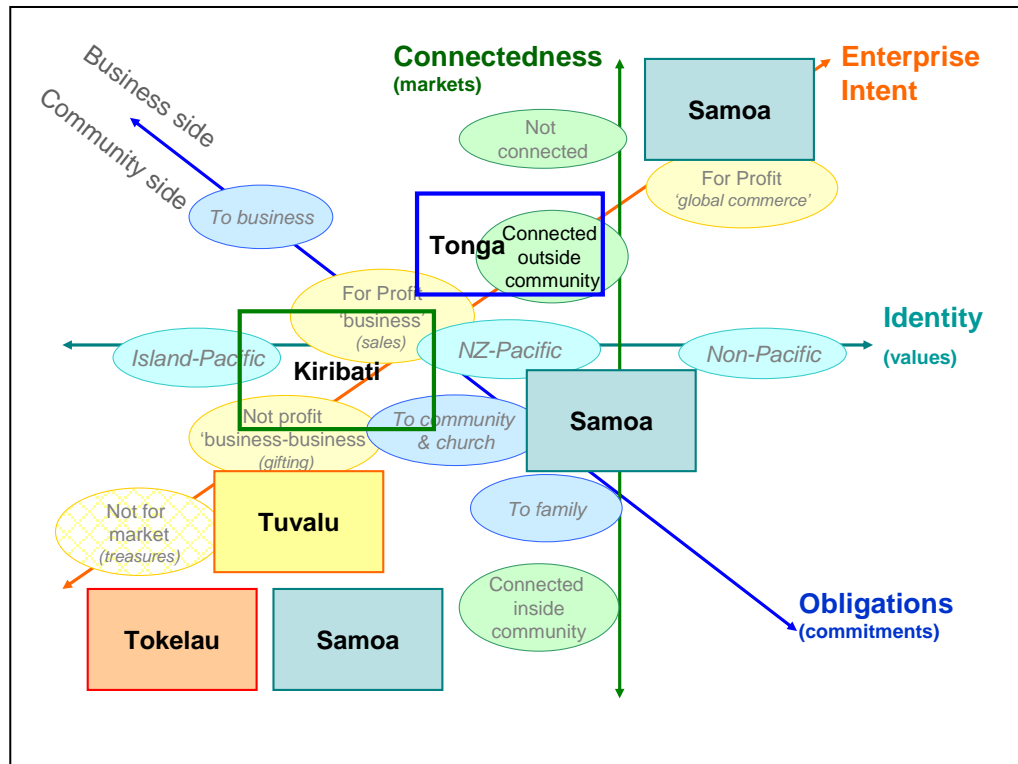 Business side
Community side
Connectedness
(markets)
Enterprise
Intent
Samoa
Not
connected
For Profit
‘global commerce’
To business
Tonga
Connected
outside
community
For Profit
‘business’
(sales)
Identity
(values)
Island-Pacific
NZ-Pacific
Non-Pacific
Kiribati
Not profit
‘business-business
(gifting)
To community
& church
Samoa
Not for
market
(treasures)
Tuvalu
To family
Connected
inside
community
Obligations
(commitments)
Tokelau
Samoa